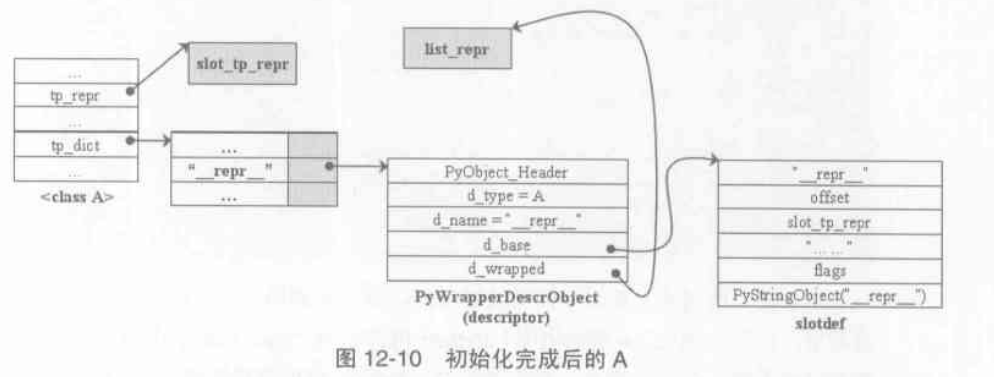 slot_tp_repr
list_repr
...
tp_repr
...
tp_dict
...
<class A>
...
"__repr__"
...
PyObject_Header
d_type = A
d_name = "__repr__"
d_base
d_wrapped
PyWrapperDescrObject
(descriptor)
"__repr__"
offset
slot_tp_repr
"... ..."
flags
PyStringObject("__repr__")
slotdef
图 12-10 初始化完成后的 A